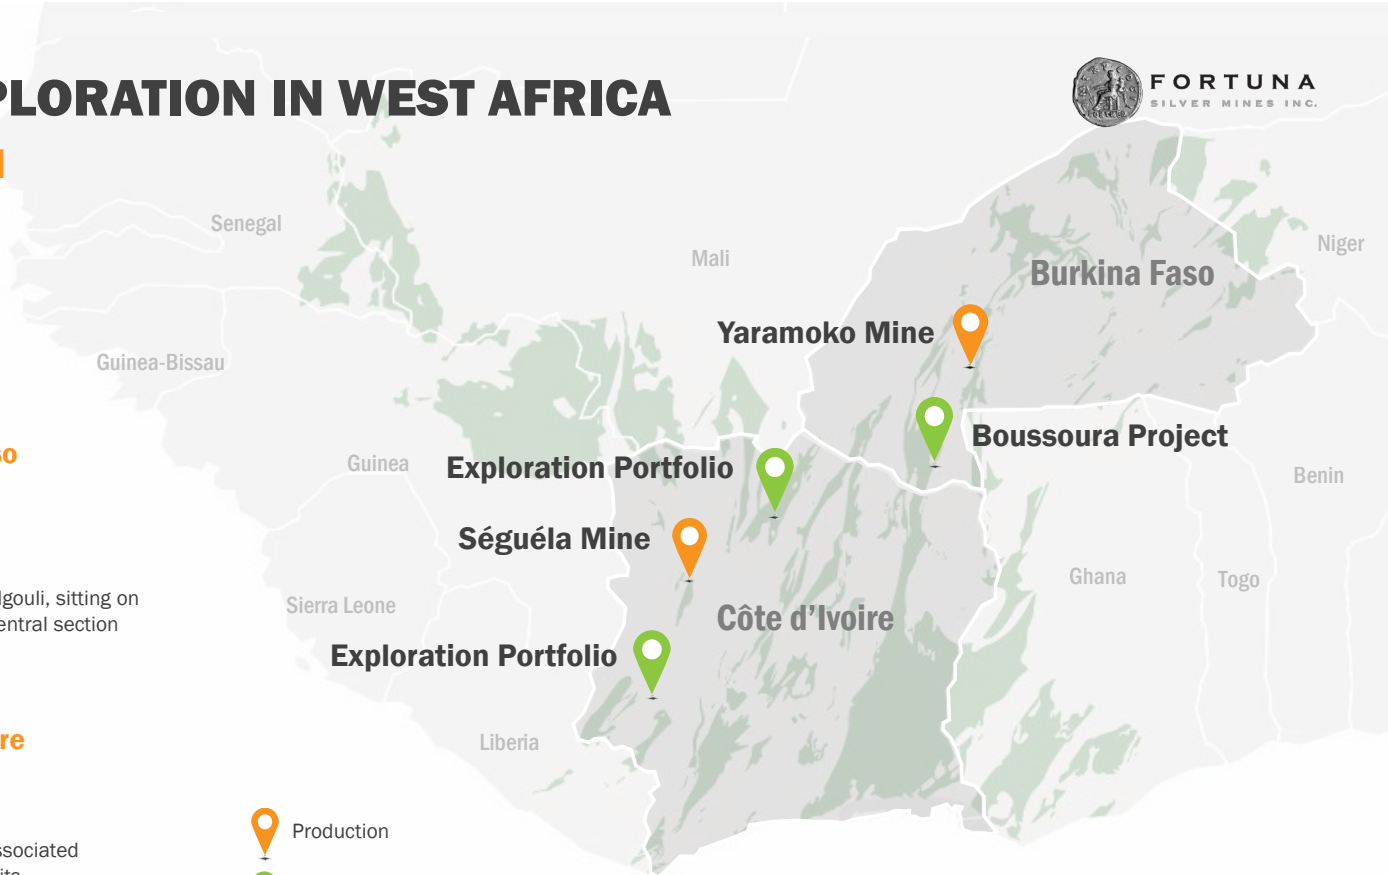 PLORATION IN WEST AFRICA
FORTUNA
SILVER MINES INC.
Senegal
Mali
Niger
Burkina Faso
Yaramoko Mine
Guinea-Bissau
Boussoura Project
so
Guinea
Exploration Portfolio
Benin
Séguéla Mine
Ghana
Togo
gouli, sitting on
Sierra Leone
Côte d’Ivoire
entral section
Exploration Portfolio
Liberia
re
Production
ssociated